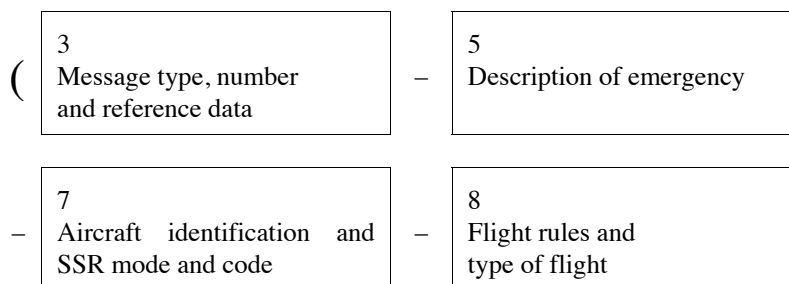 ( 3 – 5
Message type, number Description of emergency
and reference data
– 7 – 8
Aircraft identification and Flight rules and
SSR mode and code type of flight